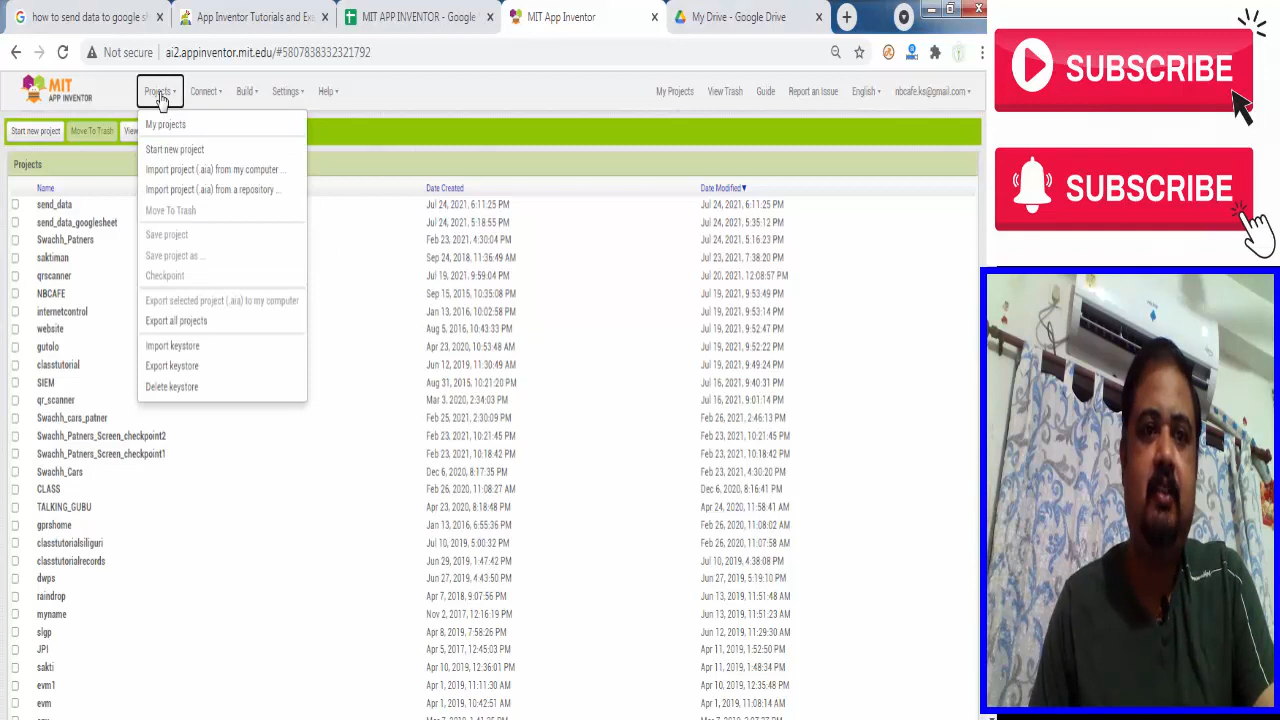 how to send data to google s
App Inventor and Send Ex
MIT APP INVENTOR - Google
MIT App Inventor
My Drive - Google Drive
Not secure ai2.appinventor.mit.edu/#5707838332321792
MIT
APP INVENTOR
Projects Connect Build Settings Help
My Projects View Trash Guide Report an Issue English nbcafe.ks@gmail.com
Start new project Move To Trash View
My projects
Start new project
Import project (.aia) from my computer ...
Import project (.aia) from a repository ...
Move To Trash
Save project
Save project as ...
Checkpoint
Export selected project (.aia) to my computer
Export all projects
Import keystore
Export keystore
Delete keystore
Projects
Name Date Created Date Modified
send_data Jul 24, 2021, 6:11:25 PM Jul 24, 2021, 6:11:25 PM
send_data_googlesheet Jul 24, 2021, 5:18:55 PM Jul 24, 2021, 5:35:12 PM
Swachh_Patners Feb 23, 2021, 4:30:04 PM Jul 24, 2021, 5:16:23 PM
saktiman Sep 24, 2018, 11:36:49 AM Jul 23, 2021, 7:38:20 PM
qrscanner Jul 19, 2021, 9:59:04 PM Jul 20, 2021, 12:08:57 PM
NBCAFE Sep 15, 2015, 10:35:08 PM Jul 19, 2021, 9:53:49 PM
internetcontrol Jan 13, 2016, 10:02:58 PM Jul 19, 2021, 9:53:14 PM
website Aug 5, 2016, 10:43:33 PM Jul 19, 2021, 9:52:47 PM
gutolo Apr 23, 2020, 10:53:48 AM Jul 19, 2021, 9:52:22 PM
classtutorial Jun 12, 2019, 11:30:49 AM Jul 19, 2021, 9:49:24 PM
SIEM Aug 31, 2015, 10:21:20 PM Jul 16, 2021, 9:40:31 PM
qr_scanner Mar 3, 2020, 2:34:03 PM Jul 16, 2021, 9:01:14 PM
Swachh_cars_patner Feb 25, 2021, 2:30:09 PM Feb 26, 2021, 2:46:13 PM
Swachh_Patners_Screen_checkpoint2 Feb 23, 2021, 10:21:45 PM Feb 23, 2021, 10:21:45 PM
Swachh_Patners_Screen_checkpoint1 Feb 23, 2021, 10:18:42 PM Feb 23, 2021, 10:18:42 PM
Swachh_Cars Dec 6, 2020, 8:17:35 PM Feb 23, 2021, 4:30:20 PM
CLASS Feb 26, 2020, 11:08:27 AM Dec 6, 2020, 8:16:41 PM
TALKING_GUBU Apr 23, 2020, 8:18:48 PM Nov 24, 2020, 11:58:41 AM
gprshome Jan 13, 2016, 6:55:36 PM Feb 26, 2020, 11:08:02 AM
classtutorialsiliguri Jul 10, 2019, 5:00:32 PM Feb 26, 2020, 11:07:58 AM
classtutorialrecords Jun 29, 2019, 1:47:42 PM Jul 10, 2019, 4:38:08 PM
dwps Jun 27, 2019, 4:43:50 PM Jun 27, 2019, 5:19:10 PM
raindrop Apr 7, 2018, 9:07:56 PM Jun 13, 2019, 11:51:48 AM
myname Nov 2, 2017, 12:16:19 PM Jun 13, 2019, 11:51:23 AM
slgp Apr 8, 2019, 7:58:26 PM Jun 12, 2019, 11:29:30 AM
JPI Apr 11, 2019, 1:52:50 PM
sakti Apr 10, 2019, 12:36:01 PM Apr 11, 2019, 1:48:34 PM
evm1 Apr 1, 2019, 11:11:30 AM Apr 10, 2019, 12:35:48 PM
evm Apr 1, 2019, 10:42:51 AM Apr 1, 2019, 11:08:14 AM
SUBSCRIBE
SUBSCRIBE